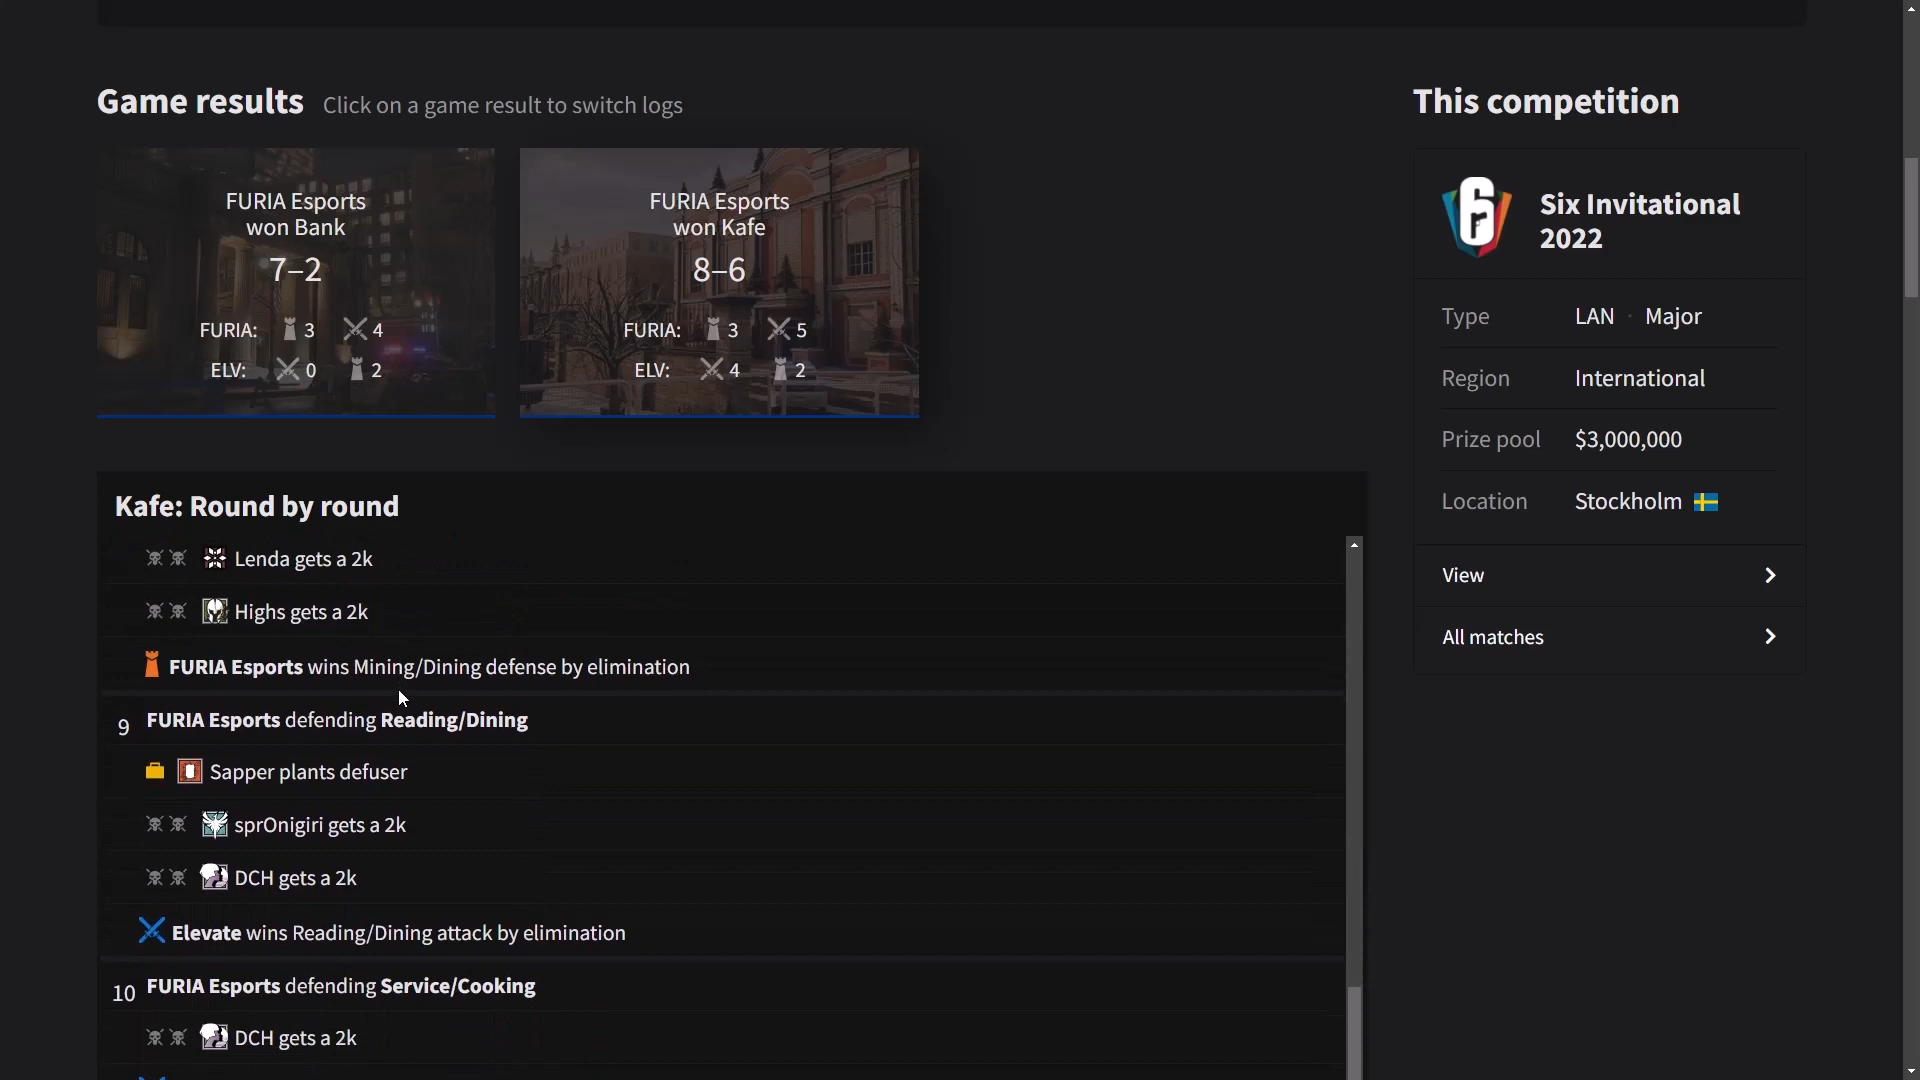 Game results Click on a game result to switch logs
This competition
FURIA Esports
won Bank
7–2
FURIA: 3 4
ELV: 0 2
FURIA Esports
won Kafe
8–6
FURIA: 3 5
ELV: 4 2
Six Invitational
2022
Type LAN · Major
Region International
Prize pool $3,000,000
Location Stockholm
View
All matches
Kafe: Round by round
Lenda gets a 2k
Highs gets a 2k
FURIA Esports wins Mining/Dining defense by elimination
9 FURIA Esports defending Reading/Dining
Sapper plants defuser
sprOnigiri gets a 2k
DCH gets a 2k
Elevate wins Reading/Dining attack by elimination
10 FURIA Esports defending Service/Cooking
DCH gets a 2k